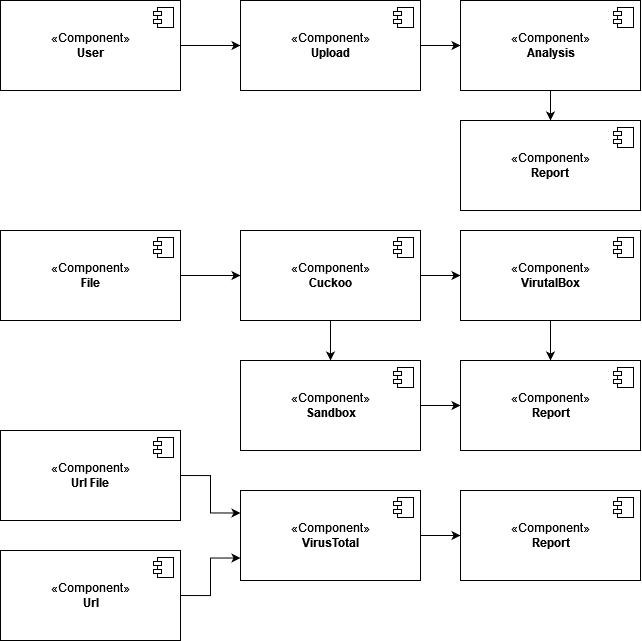 «Component»
User
«Component»
Upload
«Component»
Analysis
«Component»
Report
«Component»
File
«Component»
Cuckoo
«Component»
VirutalBox
«Component»
Sandbox
«Component»
Report
«Component»
Url File
«Component»
VirusTotal
«Component»
Report
«Component»
Url